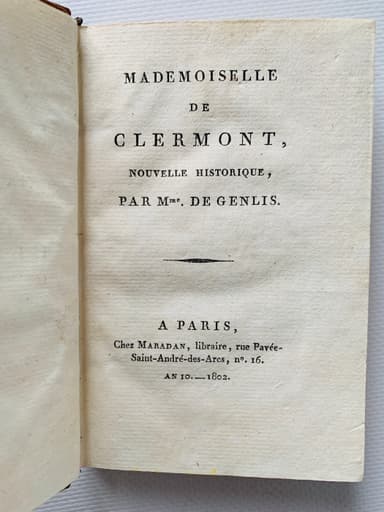 MADEMOISELLE
DE
CLERMONT,
NOUVELLE HISTORIQUE,
PAR Mme. DE GENLIS.
A PARIS,
Chez MARADAN, libraire, rue Pavée-
Saint-André-des-Arcs, no. 16.
AN 10.—1802.